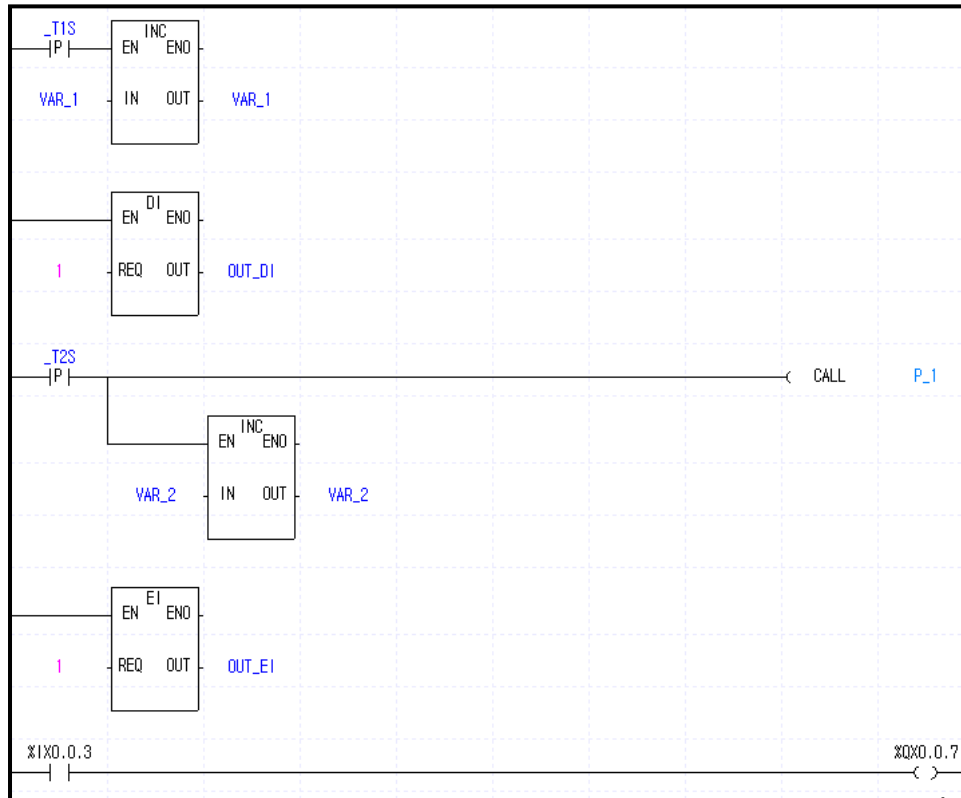 _T1S
P
INC
EN ENO
VAR_1 IN OUT VAR_1
DI
EN ENO
1 REQ OUT OUT_DI
_T2S
P
CALL P_1
INC
EN ENO
VAR_2 IN OUT VAR_2
EI
EN ENO
1 REQ OUT OUT_EI
%IX0.0.3 %QX0.0.7